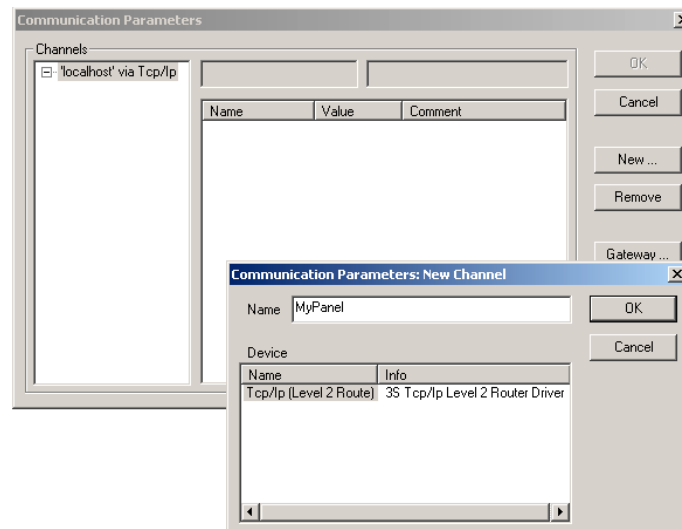 Communication Parameters
Channels
'localhost' via Tcp/Ip
Name Value Comment
OK
Cancel
New ...
Remove
Gateway ...
Communication Parameters: New Channel
Name MyPanel
OK
Cancel
Device
Name Info
Tcp/Ip (Level 2 Route) 3S Tcp/Ip Level 2 Router Driver